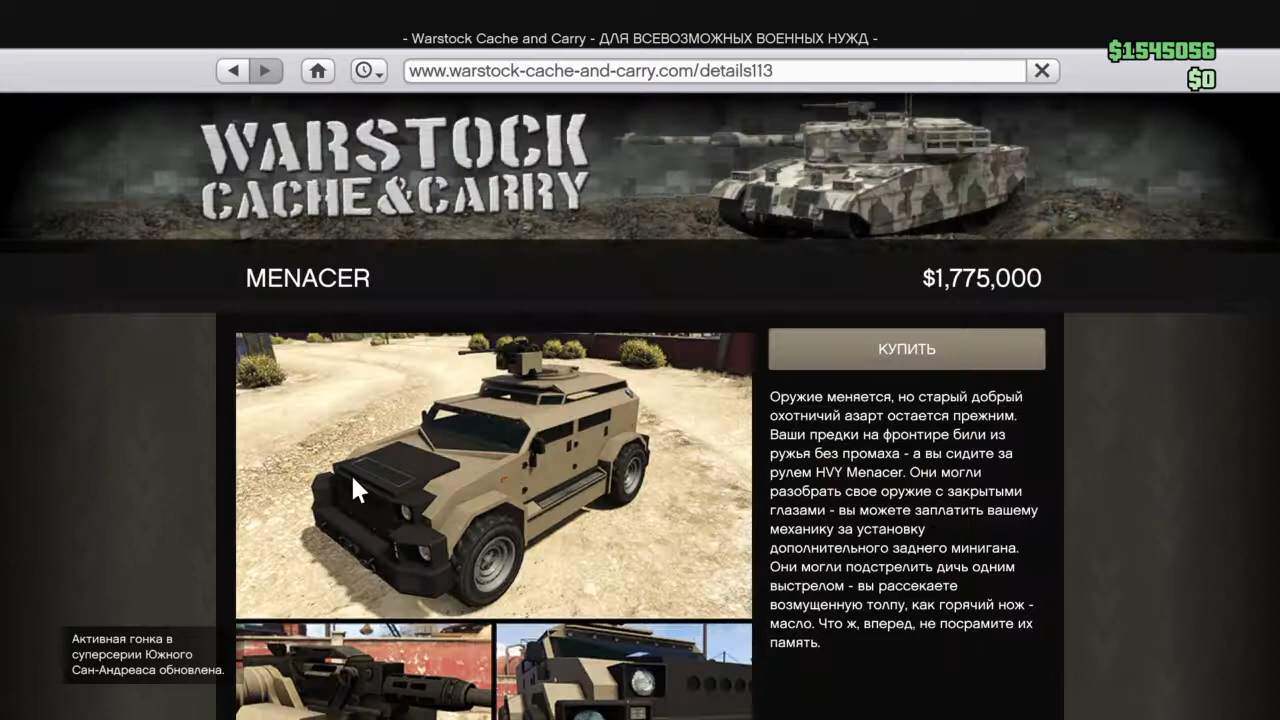 - Warstock Cache and Carry - ДЛЯ ВСЕВОЗМОЖНЫХ ВОЕННЫХ НУЖД -
$1545056
www.warstock-cache-and-carry.com/details113
$0
WARSTOCK
CACHE&CARRY
MENACER
$1,775,000
КУПИТЬ
Оружие меняется, но старый добрый
охотничий азарт остается прежним.
Ваши предки на фронтире били из
ружья без промаха - а вы сидите за
рулем HVY Menacer. Они могли
разобрать свое оружие с закрытыми
глазами - вы можете заплатить вашему
механику за установку
дополнительного заднего минигана.
Они могли подстрелить дичь одним
выстрелом - вы рассекаете
возмущенную толпу, как горячий нож -
масло. Что ж, вперед, не посрамите их
память.
Активная гонка в
суперсерии Южного
Сан-Андреаса обновлена.